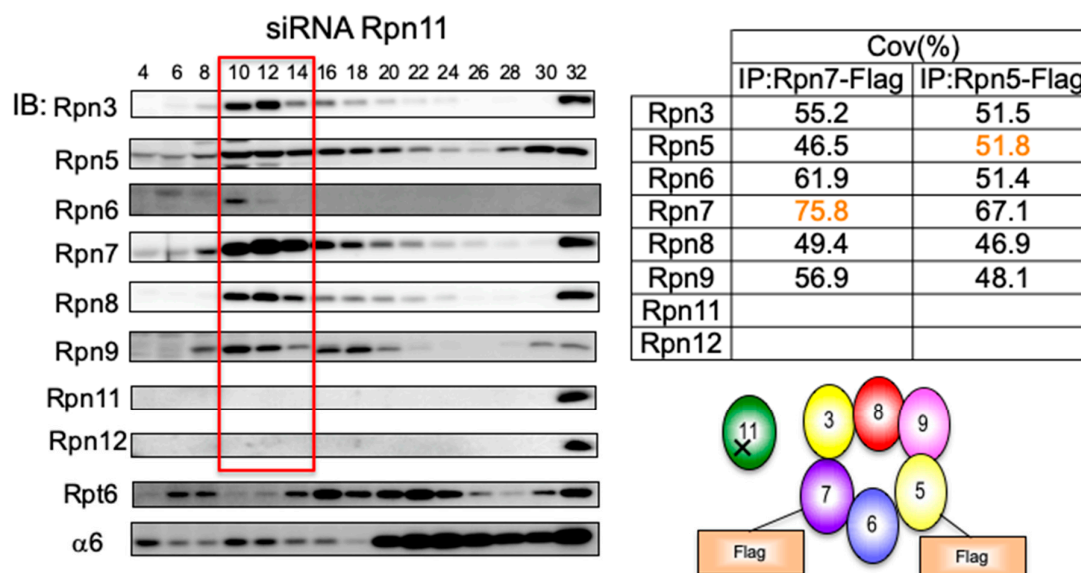 siRNA Rpn11
4 6 8 10 12 14 16 18 20 22 24 26 28 30 32
IB: Rpn3
Rpn5
Rpn6
Rpn7
Rpn8
Rpn9
Rpn11
Rpn12
Rpt6
α6
Cov(%)
IP:Rpn7-Flag IP:Rpn5-Flag
Rpn3 55.2 51.5
Rpn5 46.5 51.8
Rpn6 61.9 51.4
Rpn7 75.8 67.1
Rpn8 49.4 46.9
Rpn9 56.9 48.1
Rpn11
Rpn12
11 3 8 9
7 6 5
Flag Flag